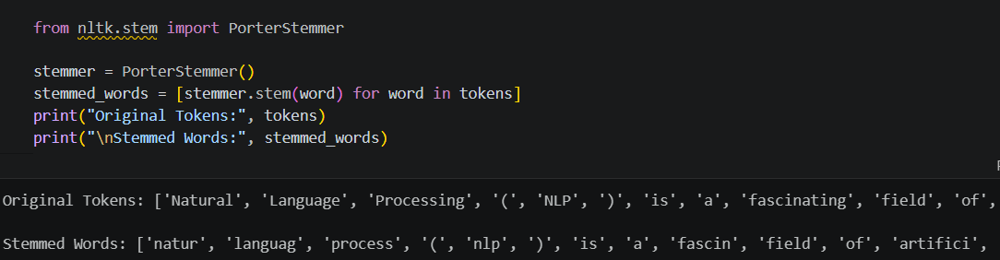 from nltk.stem import PorterStemmer
stemmer = PorterStemmer()
stemmed_words = [stemmer.stem(word) for word in tokens]
print("Original Tokens:", tokens)
print("\nStemmed Words:", stemmed_words)
Original Tokens: ['Natural', 'Language', 'Processing', '(', 'NLP', ')', 'is', 'a', 'fascinating', 'field', 'of',
Stemmed Words: ['natur', 'languag', 'process', '(', 'nlp', ')', 'is', 'a', 'fascin', 'field', 'of', 'artifici',